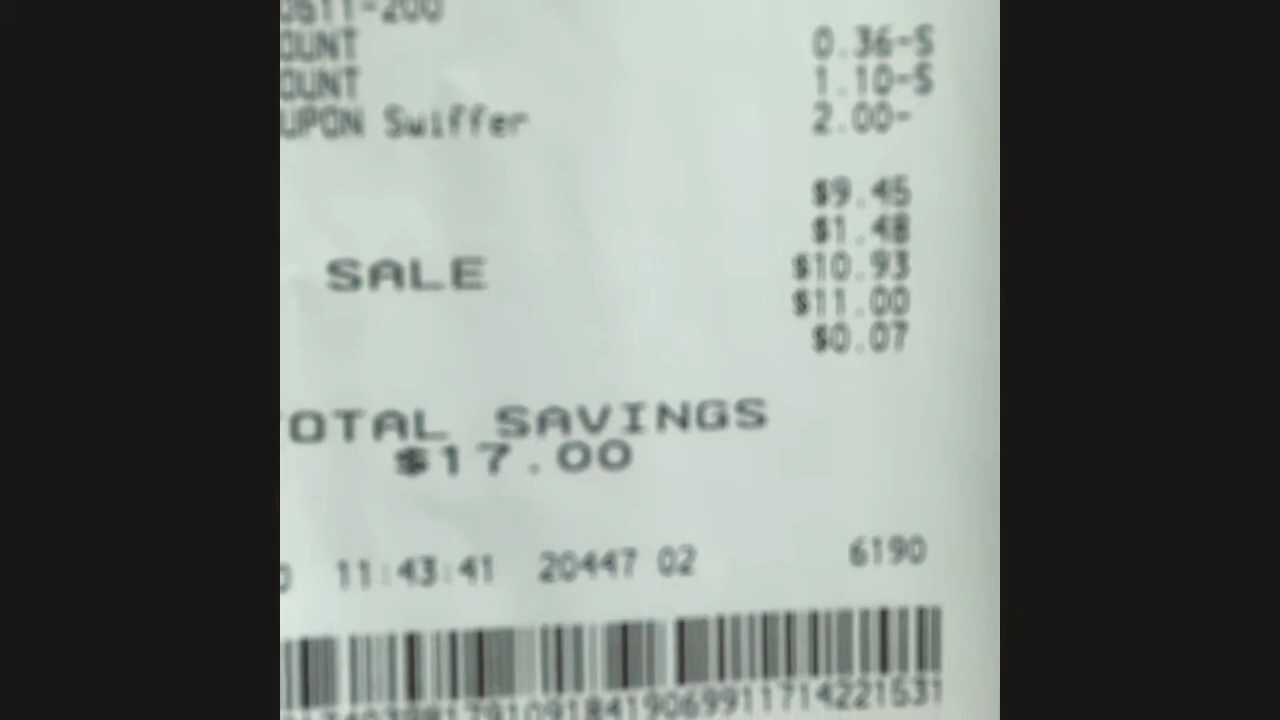 0611-200
OUNT 0.36-S
OUNT 1.10-S
UPON Swiffer 2.00-
$9.45
$1.48
SALE $10.93
$11.00
$0.07
TOTAL SAVINGS
$17.00
11:43:41 20447 02 6190